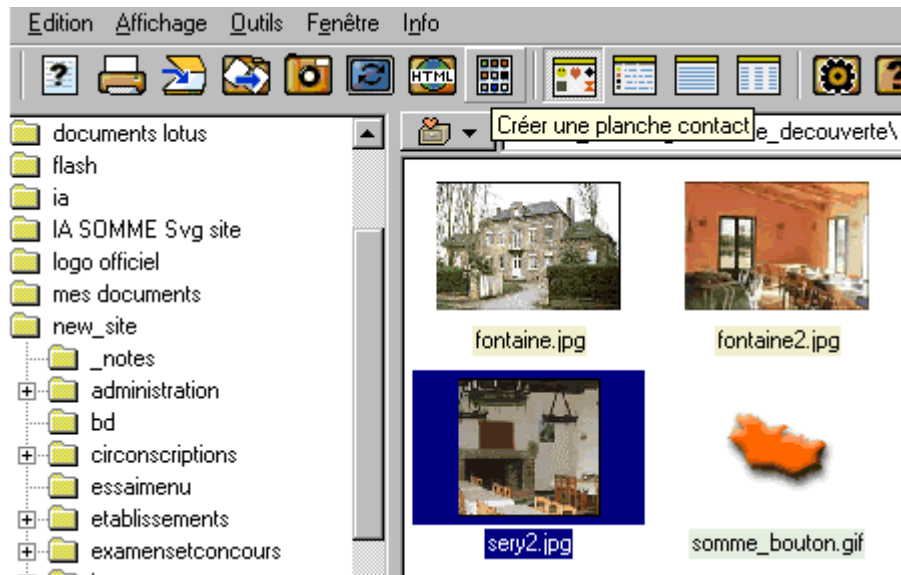 Edition Affichage Outils Fenêtre Info
HTML
Créer une planche contact
e_decouverte\
documents lotus
flash
ia
IA SOMME Svg site
logo officiel
mes documents
new_site
_notes
administration
bd
circonscriptions
essaimenu
etablissements
examensetconcours
fontaine.jpg
fontaine2.jpg
sery2.jpg
somme_bouton.gif